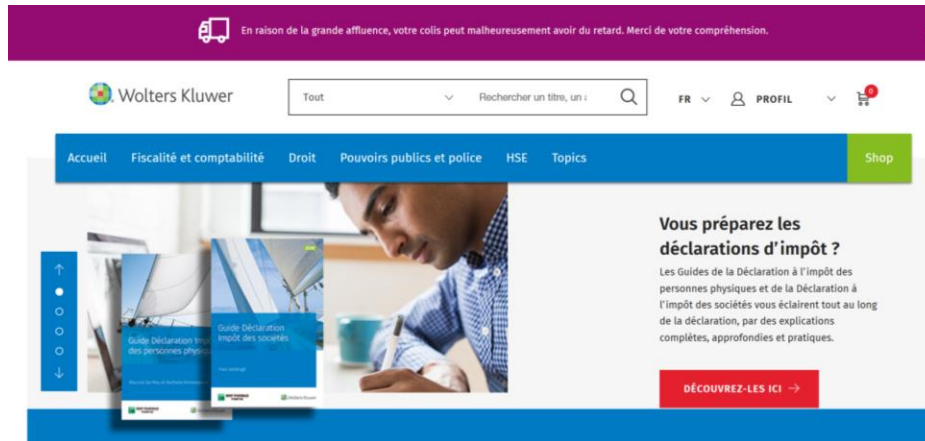 En raison de la grande affluence, votre colis peut malheureusement avoir du retard. Merci de votre compréhension.
Wolters Kluwer
Tout
Rechercher un titre, un
FR
PROFIL
0
Accueil
Fiscalité et comptabilité
Droit
Pouvoirs publics et police
HSE
Topics
Shop
Guide Déclaration
Impôt des sociétés
Guide Déclaration
des personnes
Wolters Kluwer
Vous préparez les
déclarations d'impôt ?
Les Guides de la Déclaration à l'impôt des
personnes physiques et de la Déclaration à
l'impôt des sociétés vous éclairent tout au long
de la déclaration, par des explications
complètes, approfondies et pratiques.
DÉCOUVREZ-LES ICI →